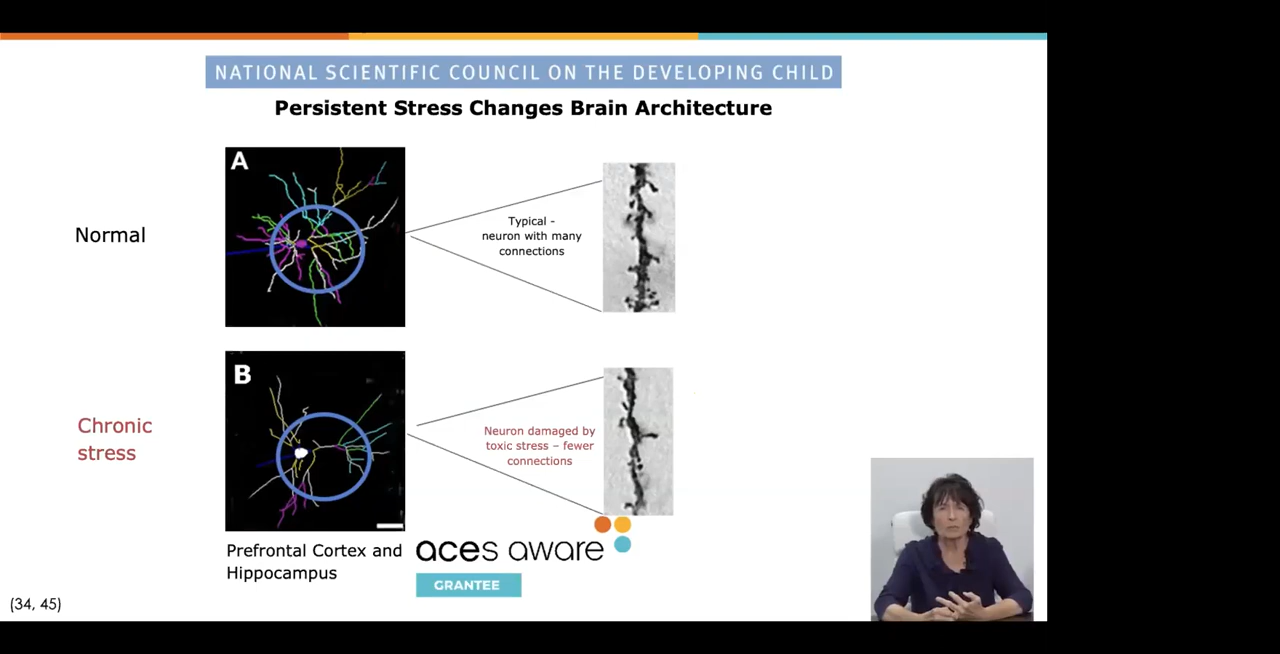 NATIONAL SCIENTIFIC COUNCIL ON THE DEVELOPING CHILD
Persistent Stress Changes Brain Architecture
A
Normal
Typical -
neuron with many
connections
B
Chronic
stress
Neuron damaged by
toxic stress – fewer
connections
Prefrontal Cortex and
Hippocampus
aces aware
GRANTEE
(34, 45)